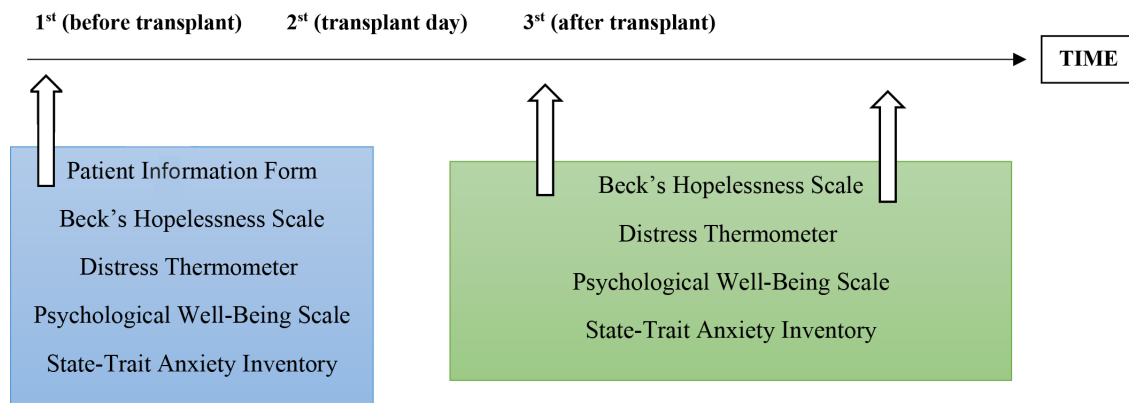 1st (before transplant) 2st (transplant day) 3st (after transplant)
TIME
Patient Information Form
Beck’s Hopelessness Scale
Distress Thermometer
Psychological Well-Being Scale
State-Trait Anxiety Inventory
Beck’s Hopelessness Scale
Distress Thermometer
Psychological Well-Being Scale
State-Trait Anxiety Inventory